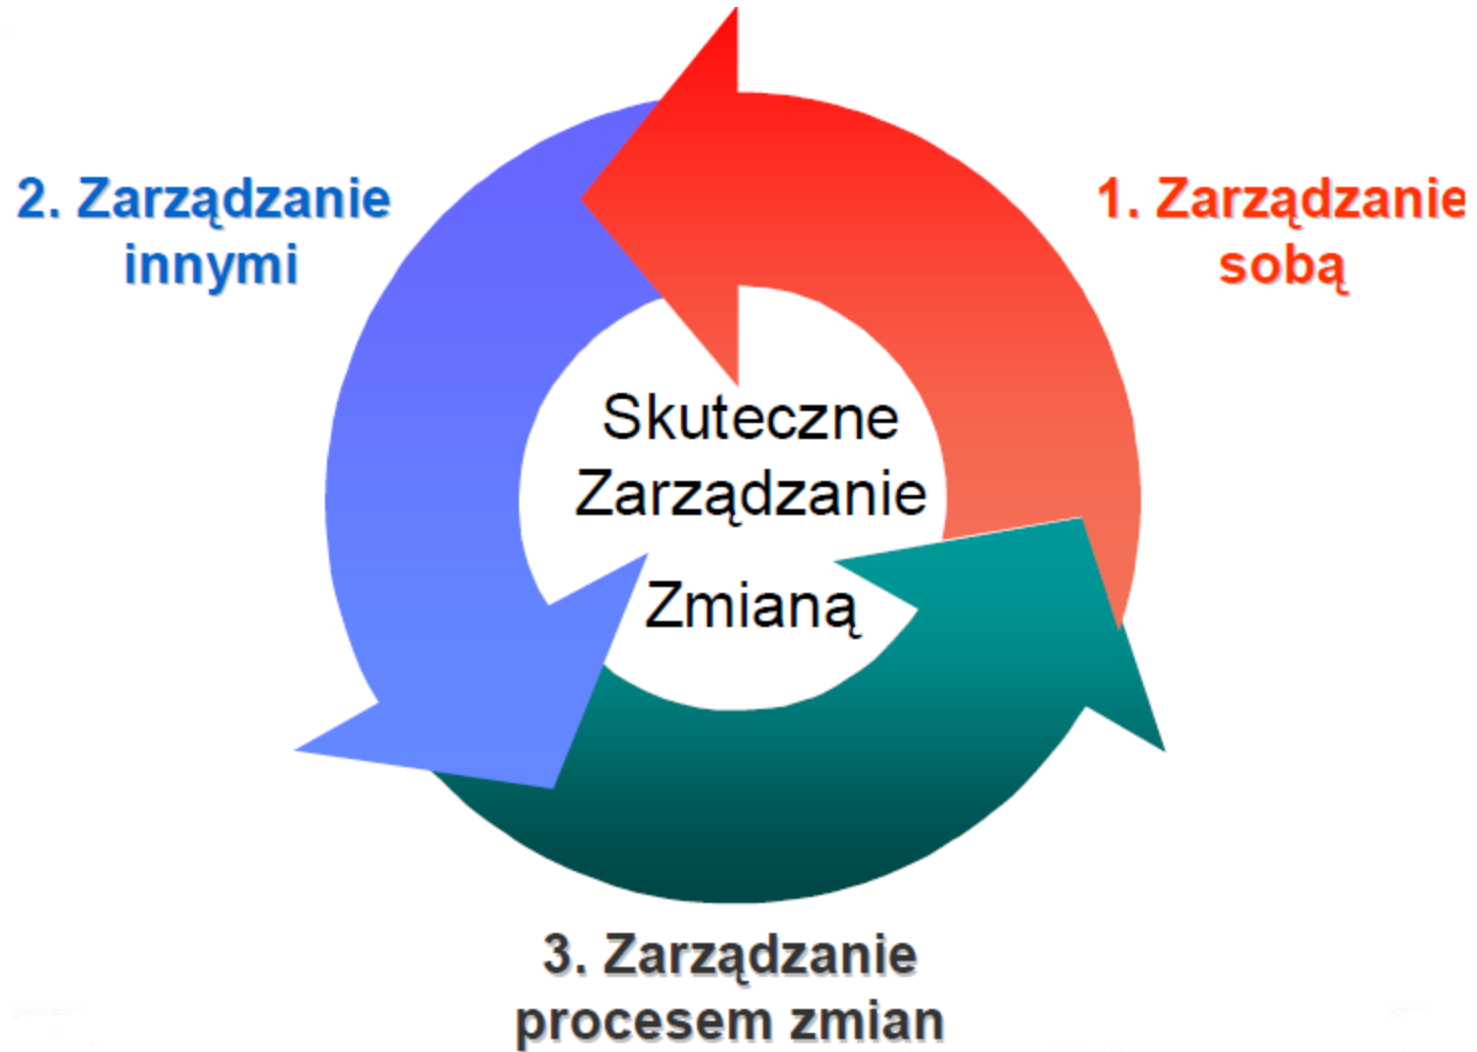 1. Zarządzanie
sobą
2. Zarządzanie
innymi
Skuteczne
Zarządzanie
Zmianą
3. Zarządzanie
procesem zmian